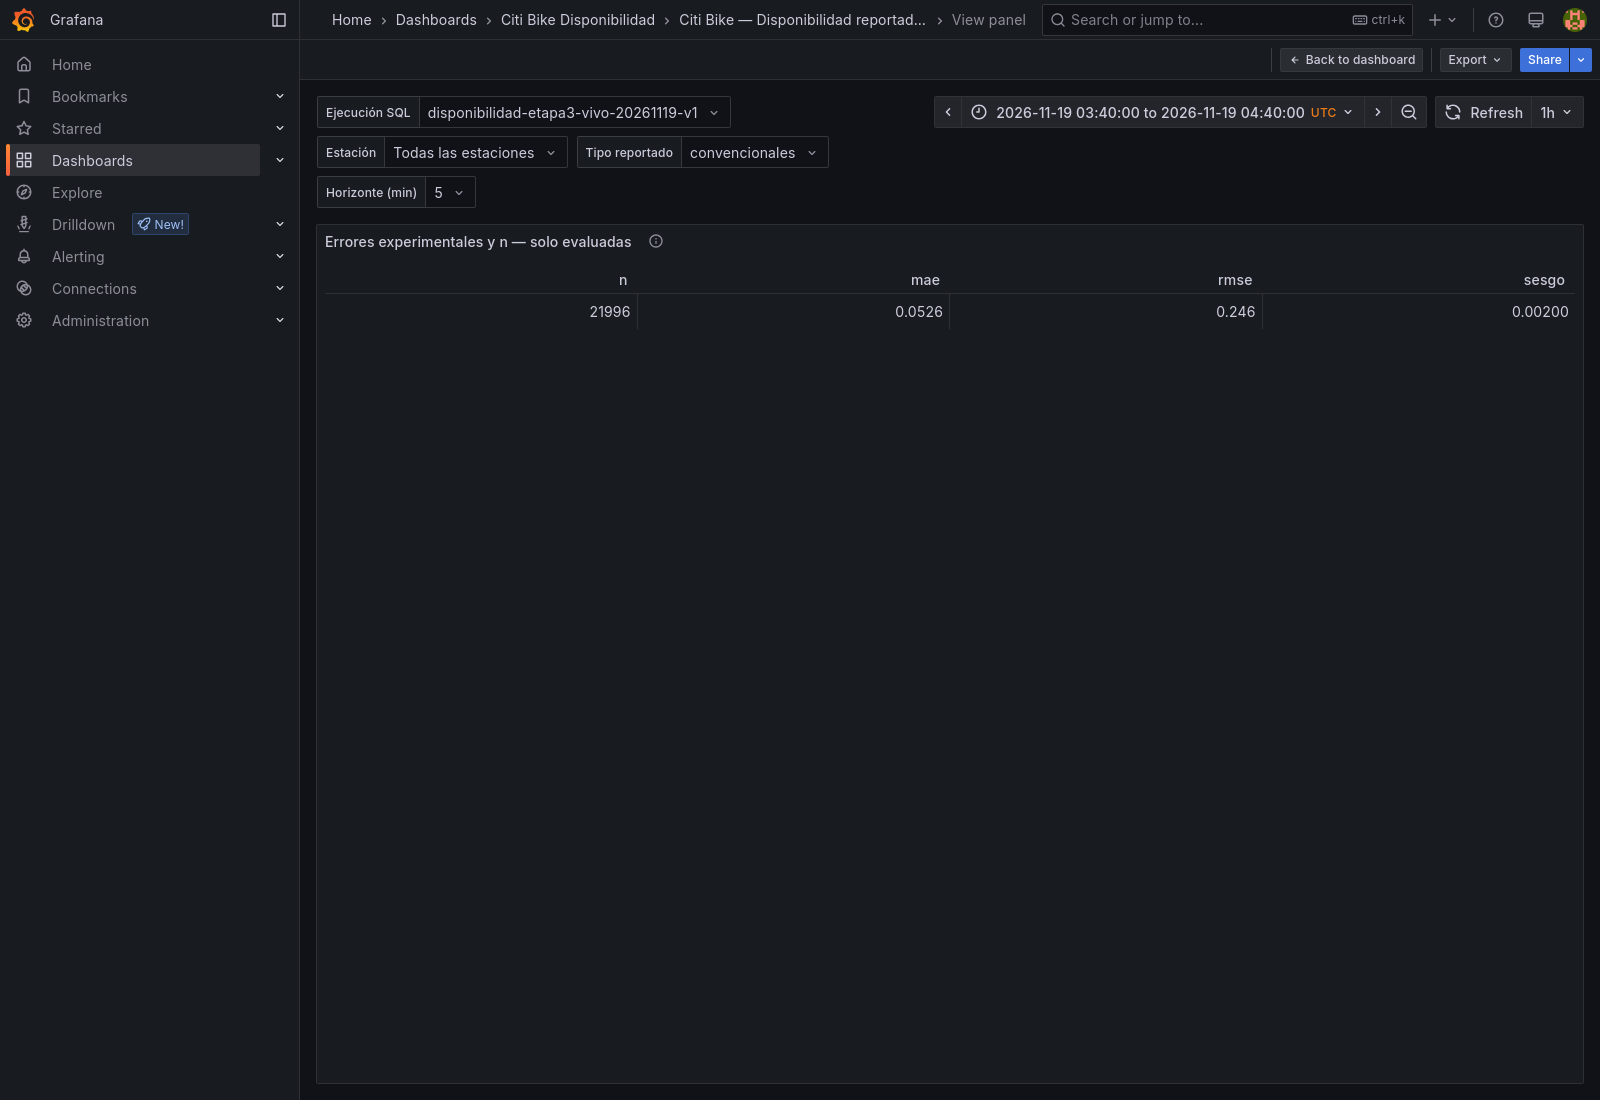 Grafana
Home › Dashboards › Citi Bike Disponibilidad › Citi Bike — Disponibilidad reportad... › View panel
Search or jump to...
ctrl+k
Back to dashboard
Export
Share
Home
Bookmarks
Starred
Dashboards
Explore
Drilldown New!
Alerting
Connections
Administration
Ejecución SQL disponibilidad-etapa3-vivo-20261119-v1
2026-11-19 03:40:00 to 2026-11-19 04:40:00 UTC
Refresh 1h
Estación Todas las estaciones
Tipo reportado convencionales
Horizonte (min) 5
Errores experimentales y n — solo evaluadas
n mae rmse sesgo
21996 0.0526 0.246 0.00200